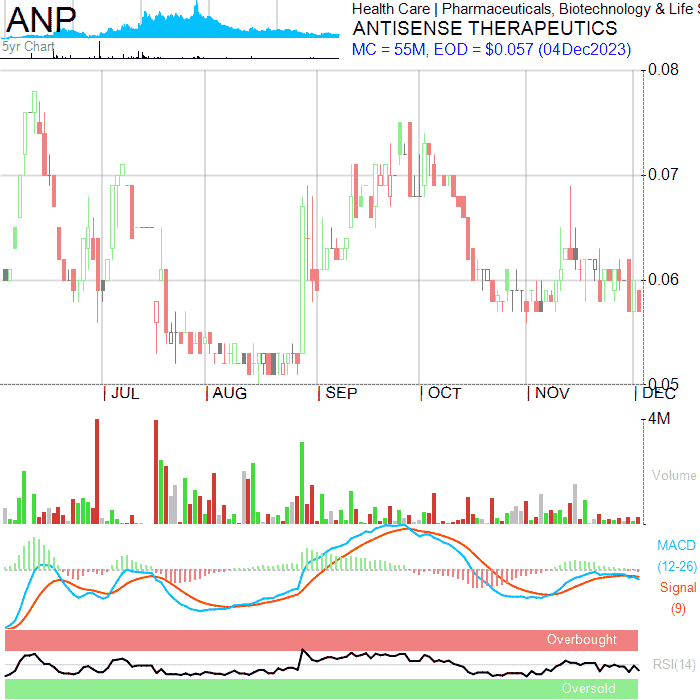 ANP
Health Care | Pharmaceuticals, Biotechnology & Life S
ANTISENSE THERAPEUTICS
5yr Chart
MC = 55M, EOD = $0.057 (04Dec2023)
0.08
0.07
0.06
0.05
JUL AUG SEP OCT NOV DEC
4M
Volume
MACD
(12-26)
Signal
(9)
Overbought
RSI(14)
Oversold